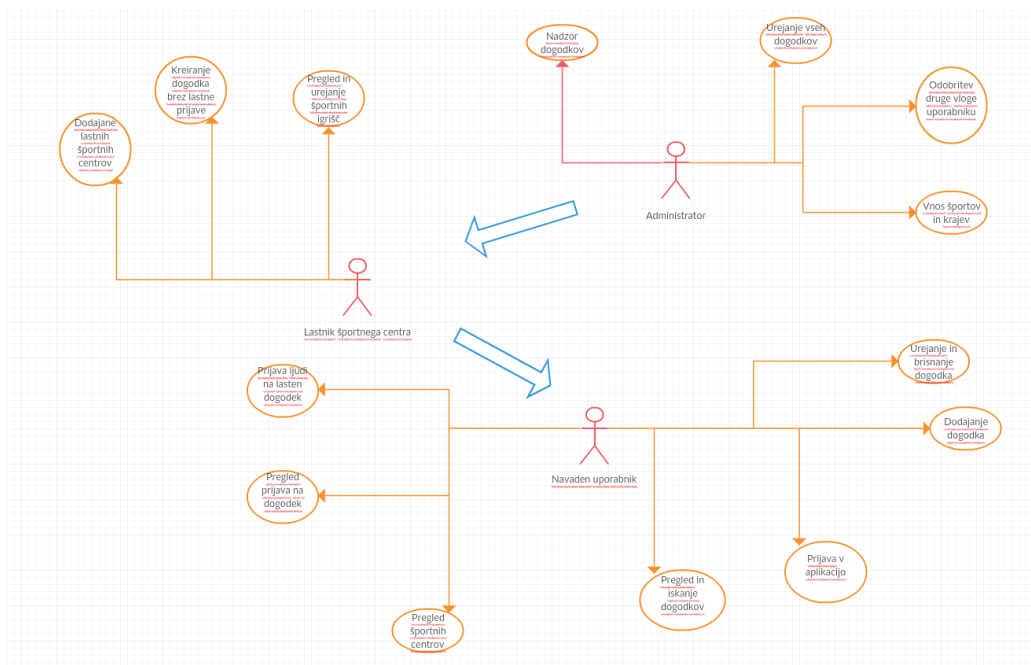 Nadzor
dogodkov
Urejanje vseh
dogodkov
Kreiranje
dogodka
brez lastne
prijave
Pregled in
urejanje
športnih
igrišč
Odobritev
druge vloge
uporabniku
Dodajane
lastnih
športnih
centrov
Administrator
Vnos športov
in krajev
Lastnik športnega centra
Prijava ljudi
na lasten
dogodek
Urejanje in
brisnanje
dogodka
Dodajanje
dogodka
Navaden uporabnik
Pregled
prijava na
dogodek
Prijava v
aplikacijo
Pregled in
iskanje
dogodkov
Pregled
športnih
centrov